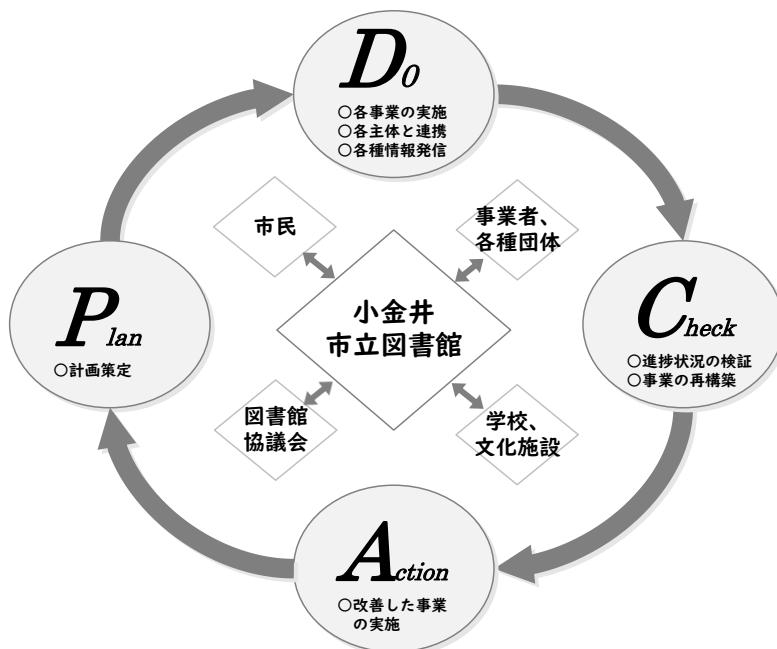 Do
○各事業の実施
○各主体と連携
○各種情報発信
市民
事業者、
各種団体
Plan
○計画策定
小金井
市立図書館
Check
○進捗状況の検証
○事業の再構築
図書館
協議会
学校、
文化施設
Action
○改善した事業
の実施